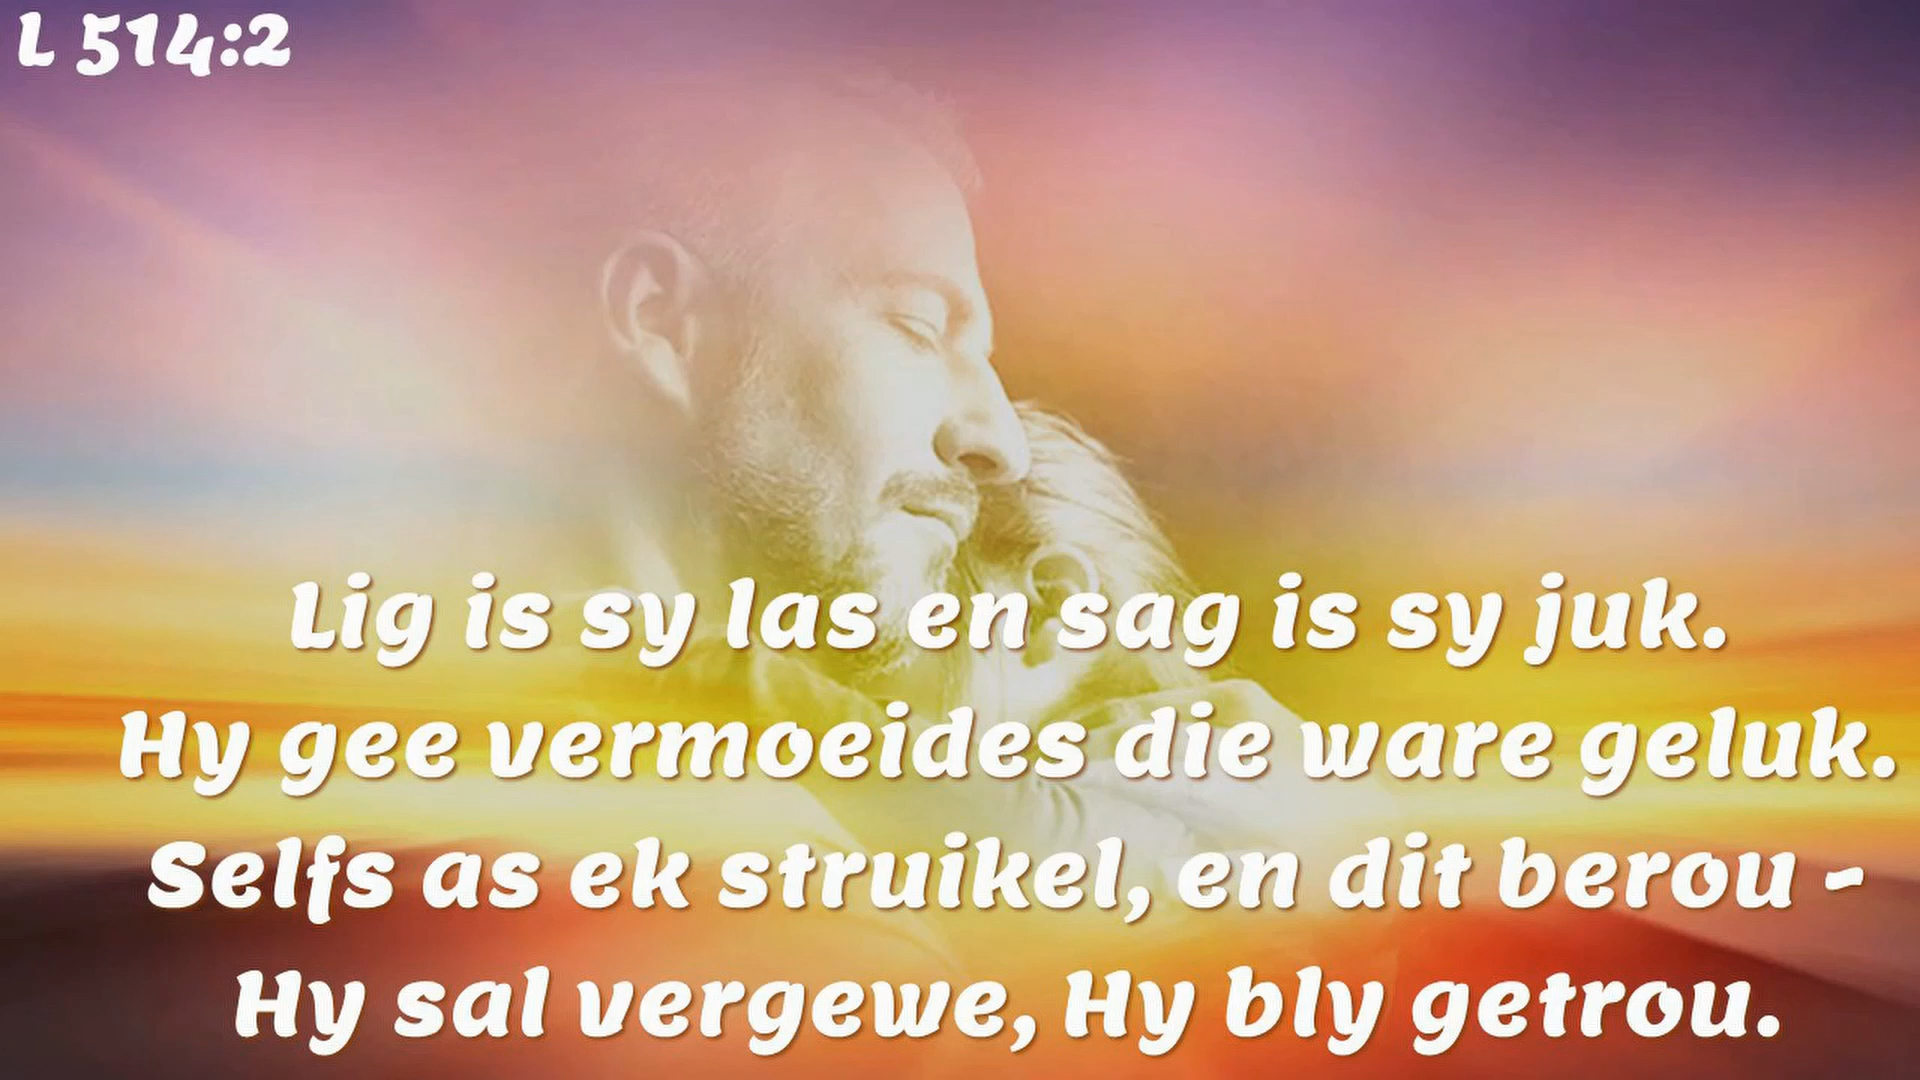 L 514:2
Lig is sy las en sag is sy juk.
Hy gee vermoeides die ware geluk.
Selfs as ek struikel, en dit berou -
Hy sal vergewe, Hy bly getrou.